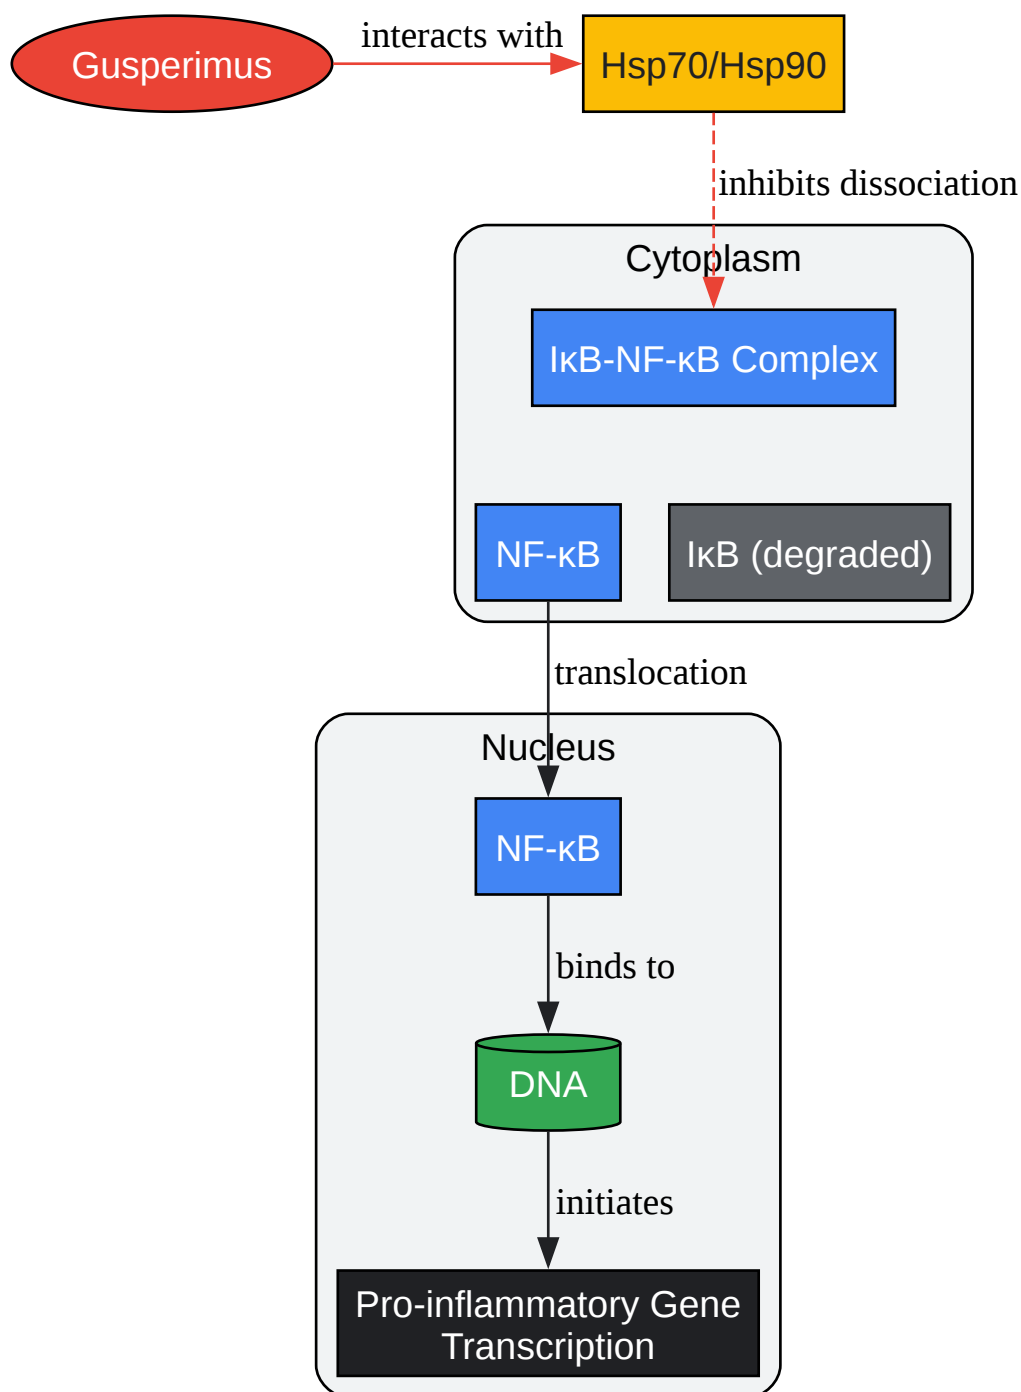 Gusperimus
interacts with
Hsp70/Hsp90
inhibits dissociation
Cytoplasm
IκB-NF-κB Complex
NF-κB
IκB (degraded)
translocation
Nucleus
NF-κB
binds to
DNA
initiates
Pro-inflammatory Gene
Transcription